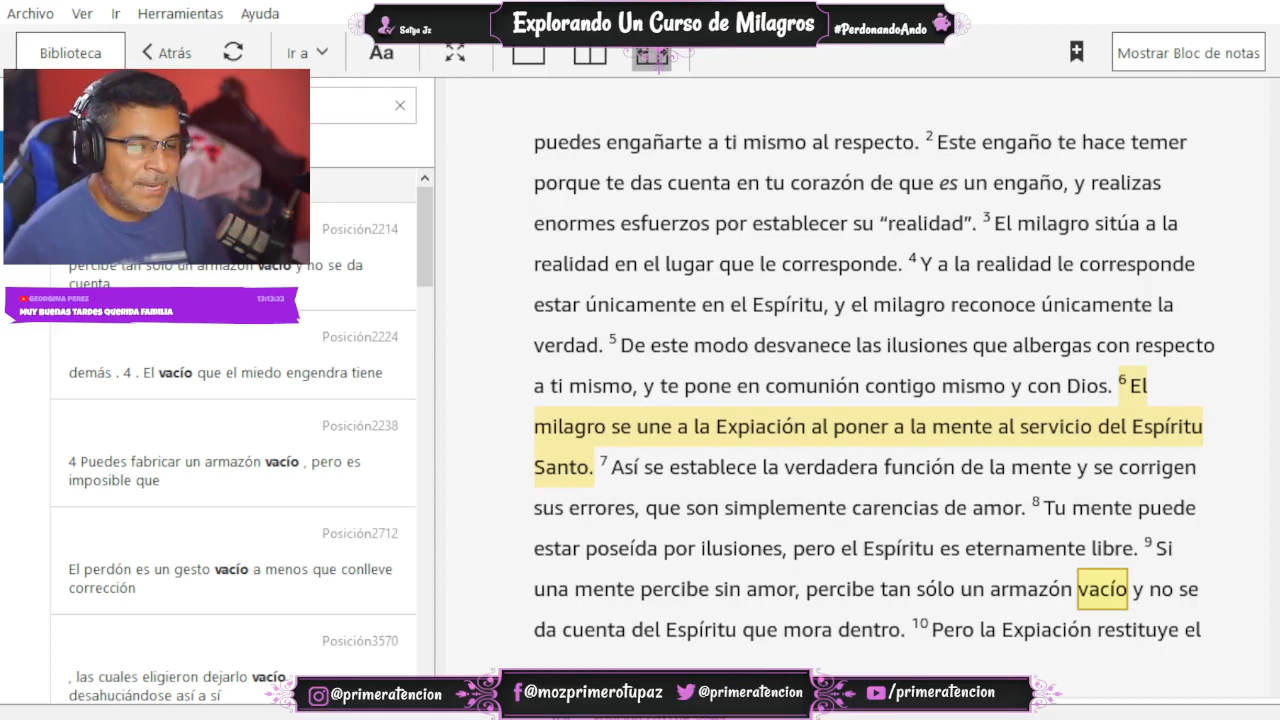 Archivo Ver Ir Herramientas Ayuda
Satya Jz
Explorando Un Curso de Milagros
#PerdonandoAndo
Biblioteca
Atrás
Ir a
Aa
Mostrar Bloc de notas
Posición2214
percibe tan sólo un armazón vacío y no se da
cuenta
GEORGINA PEREZ 13:13:33
MUY BUENAS TARDES QUERIDA FAMILIA
Posición2224
demás . 4 . El vacío que el miedo engendra tiene
Posición2238
4 Puedes fabricar un armazón vacío , pero es
imposible que
Posición2712
El perdón es un gesto vacío a menos que conlleve
corrección
Posición3570
, las cuales eligieron dejarlo vacío
desahuciándose así a sí
puedes engañarte a ti mismo al respecto. 2 Este engaño te hace temer
porque te das cuenta en tu corazón de que es un engaño, y realizas
enormes esfuerzos por establecer su “realidad”. 3 El milagro sitúa a la
realidad en el lugar que le corresponde. 4 Y a la realidad le corresponde
estar únicamente en el Espíritu, y el milagro reconoce únicamente la
verdad. 5 De este modo desvanece las ilusiones que albergas con respecto
a ti mismo, y te pone en comunión contigo mismo y con Dios. 6 El
milagro se une a la Expiación al poner a la mente al servicio del Espíritu
Santo. 7 Así se establece la verdadera función de la mente y se corrigen
sus errores, que son simplemente carencias de amor. 8 Tu mente puede
estar poseída por ilusiones, pero el Espíritu es eternamente libre. 9 Si
una mente percibe sin amor, percibe tan sólo un armazón vacío y no se
da cuenta del Espíritu que mora dentro. 10 Pero la Expiación restituye el
@primeratencion
@mozprimerotupaz
@primeratencion
/primeratencion